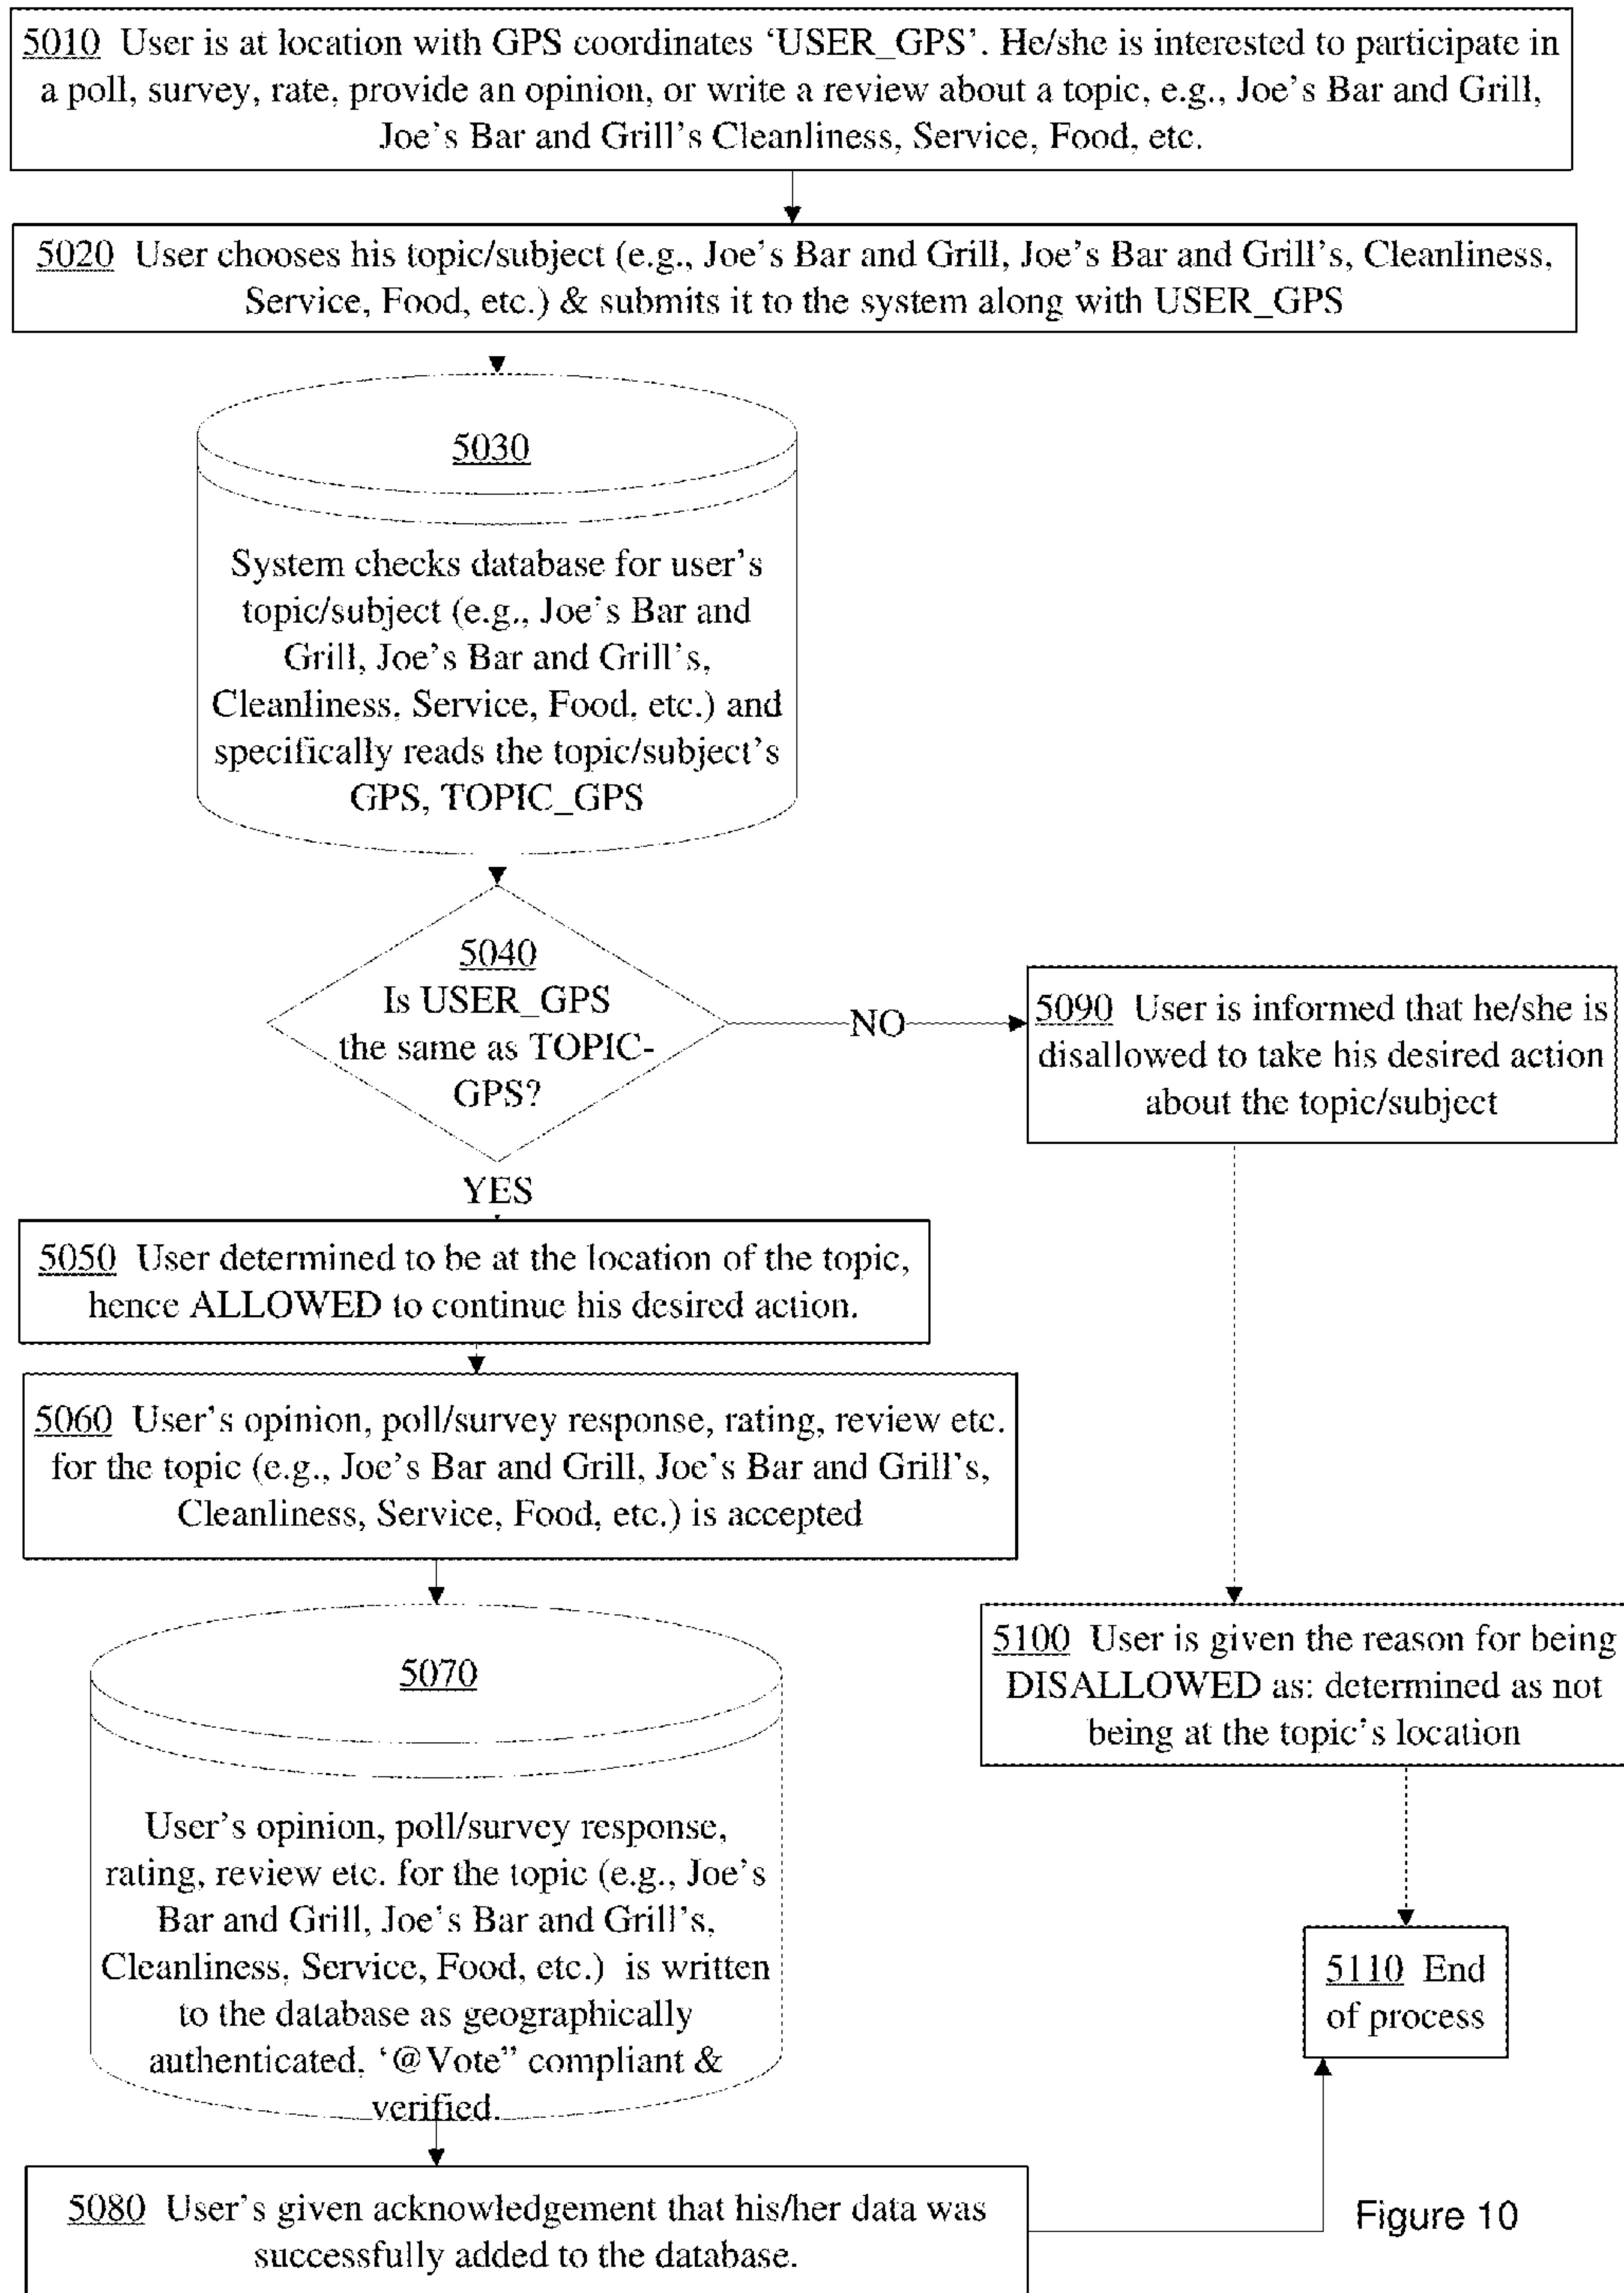 5010 User is at location with GPS coordinates ‘USER_GPS’. He/she is interested to participate in
a poll, survey, rate, provide an opinion, or write a review about a topic, e.g., Joe’s Bar and Grill,
Joe’s Bar and Grill’s Cleanliness, Service, Food, etc.
5020 User chooses his topic/subject (e.g., Joe’s Bar and Grill, Joe’s Bar and Grill’s, Cleanliness,
Service, Food, etc.) & submits it to the system along with USER_GPS
5030
System checks database for user’s
topic/subject (e.g., Joe’s Bar and
Grill, Joe’s Bar and Grill’s,
Cleanliness, Service, Food, etc.) and
specifically reads the topic/subject’s
GPS, TOPIC_GPS
5040
Is USER_GPS
the same as TOPIC-
GPS?
NO
5090 User is informed that he/she is
disallowed to take his desired action
about the topic/subject
YES
5050 User determined to be at the location of the topic,
hence ALLOWED to continue his desired action.
5060 User’s opinion, poll/survey response, rating, review etc.
for the topic (e.g., Joe’s Bar and Grill, Joe’s Bar and Grill’s,
Cleanliness, Service, Food, etc.) is accepted
5070
User’s opinion, poll/survey response,
rating, review etc. for the topic (e.g., Joe’s
Bar and Grill, Joe’s Bar and Grill’s,
Cleanliness, Service, Food, etc.) is written
to the database as geographically
authenticated, ‘@Vote” compliant &
verified.
5100 User is given the reason for being
DISALLOWED as: determined as not
being at the topic’s location
5110 End
of process
5080 User’s given acknowledgement that his/her data was
successfully added to the database.
Figure 10